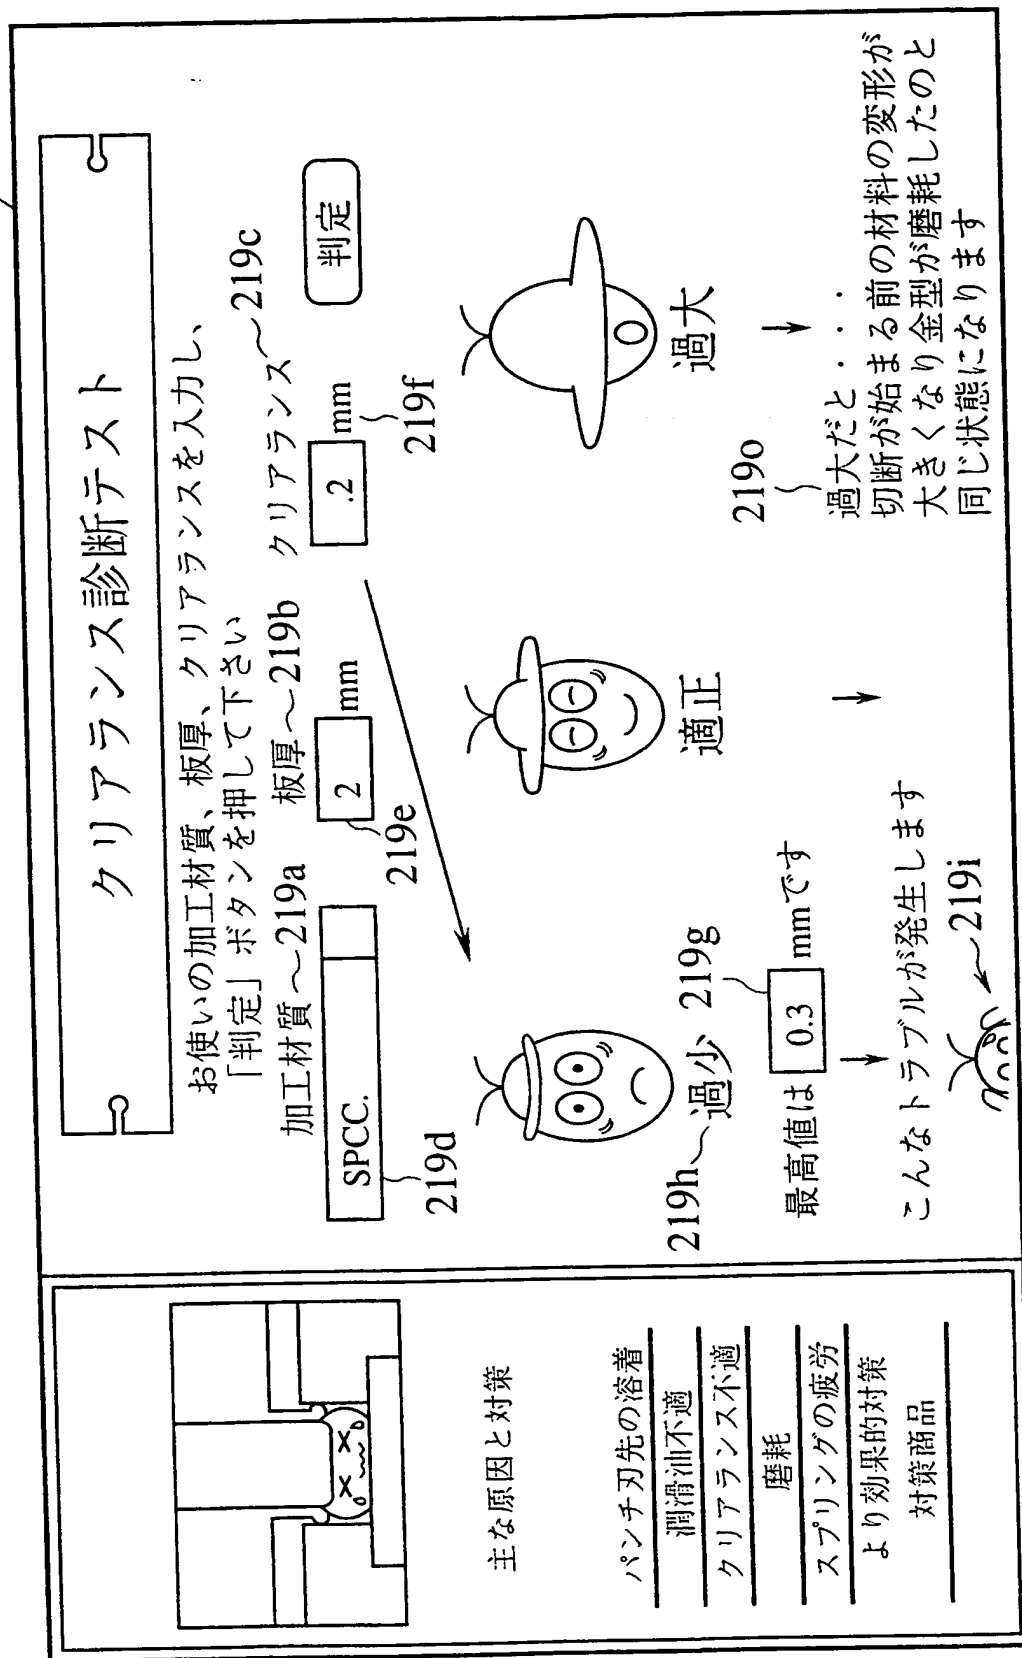 クリアランス診断テスト
お使いの加工材質、板厚、クリアランスを入力し、
「判定」ボタンを押して下さい
加工材質～219a 板厚～219b クリアランス～219c
SPCC. 2 mm .2 mm 判定
219d 219e 219f
過少 適正 過大
219h 219g
最高値は 0.3 mmです
こんなトラブルが発生します
219i
219o
過大だと・・・
切断が始まる前の材料の変形が
大きくなり金型が磨耗したのと
同じ状態になります
主な原因と対策
パンチ刃先の溶着
潤滑油不適
クリアランス不適
磨耗
スプリングの疲労
より効果的対策
対策商品